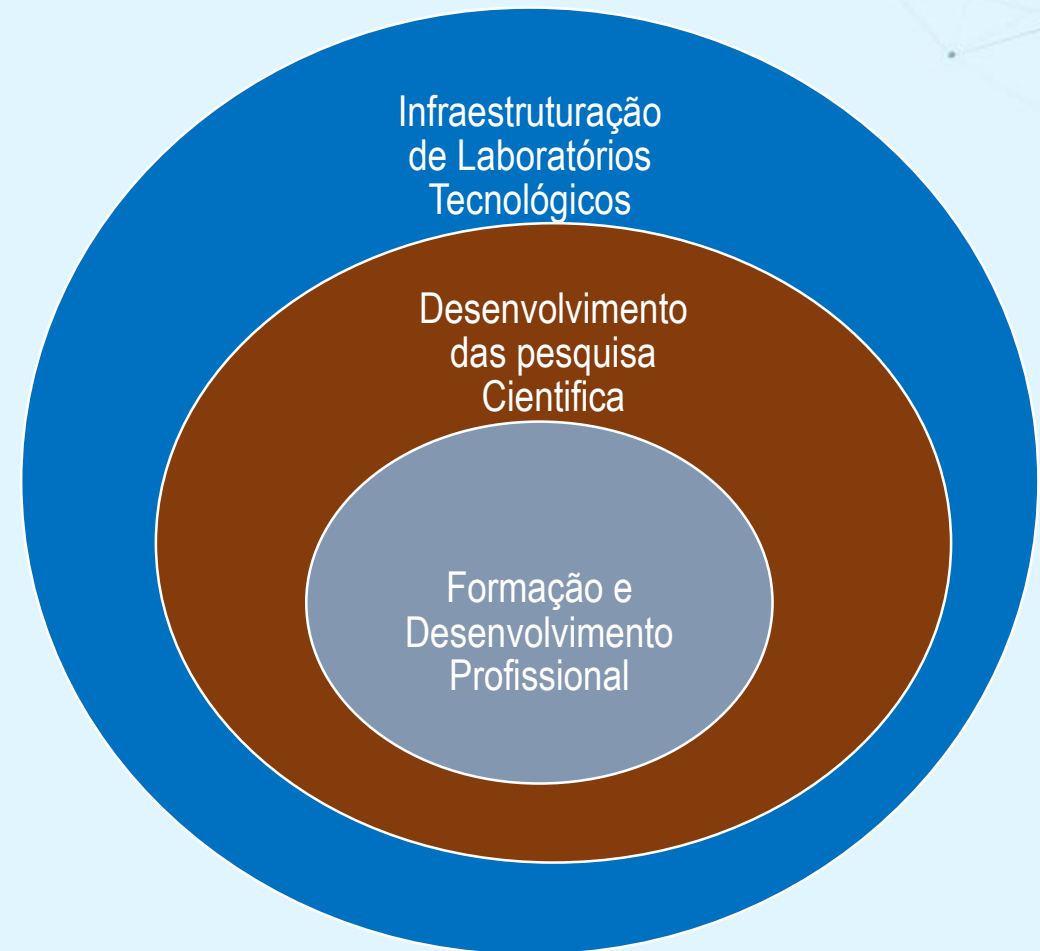 Infraestruturação
de Laboratórios
Tecnológicos
Desenvolvimento
das pesquisa
Cientifica
Formação e
Desenvolvimento
Profissional